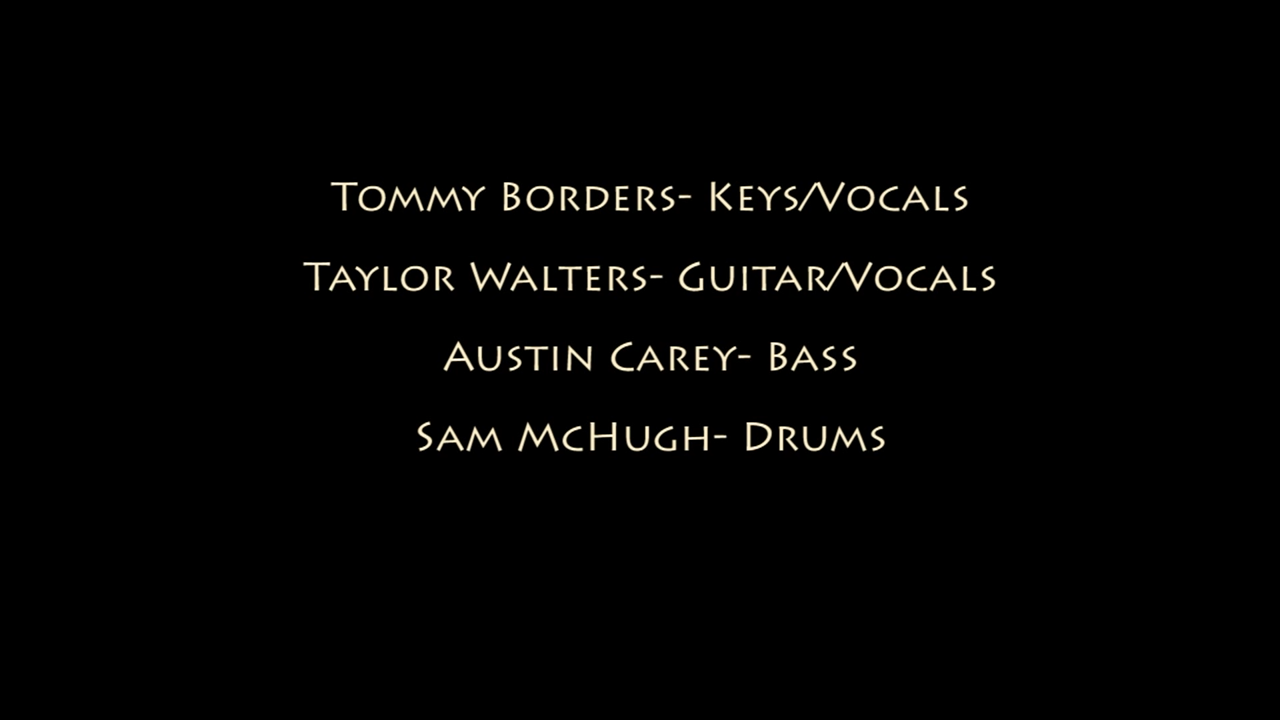 Tommy Borders- Keys/Vocals
Taylor Walters- Guitar/Vocals
Austin Carey- Bass
Sam McHugh- Drums